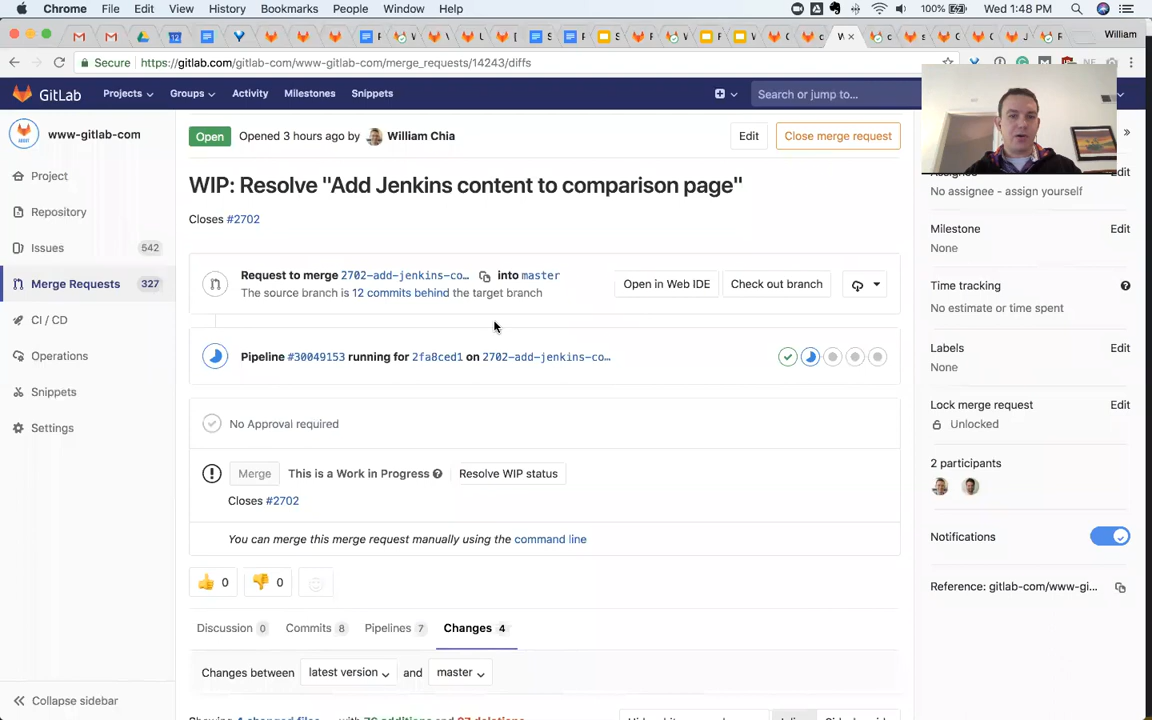 Chrome File Edit View History Bookmarks People Window Help 100% Wed 1:48 PM
William
Secure https://gitlab.com/gitlab-com/www-gitlab-com/merge_requests/14243/diffs
GitLab Projects Groups Activity Milestones Snippets Search or jump to...
www-gitlab-com
Project
Repository
Issues 542
Merge Requests 327
CI / CD
Operations
Snippets
Settings
Collapse sidebar
Open Opened 3 hours ago by William Chia Edit Close merge request
WIP: Resolve "Add Jenkins content to comparison page"
Closes #2702
Request to merge 2702-add-jenkins-co... into master
The source branch is 12 commits behind the target branch
Open in Web IDE Check out branch
Pipeline #30049153 running for 2fa8ced1 on 2702-add-jenkins-co...
No Approval required
Merge This is a Work in Progress Resolve WIP status
Closes #2702
You can merge this merge request manually using the command line
0 0
Discussion 0 Commits 8 Pipelines 7 Changes 4
Changes between latest version and master
Showing 4 changed files with 76 additions and
Edit
No assignee - assign yourself
Milestone Edit
None
Time tracking
No estimate or time spent
Labels Edit
None
Lock merge request Edit
Unlocked
2 participants
Notifications
Reference: gitlab-com/www-gi...